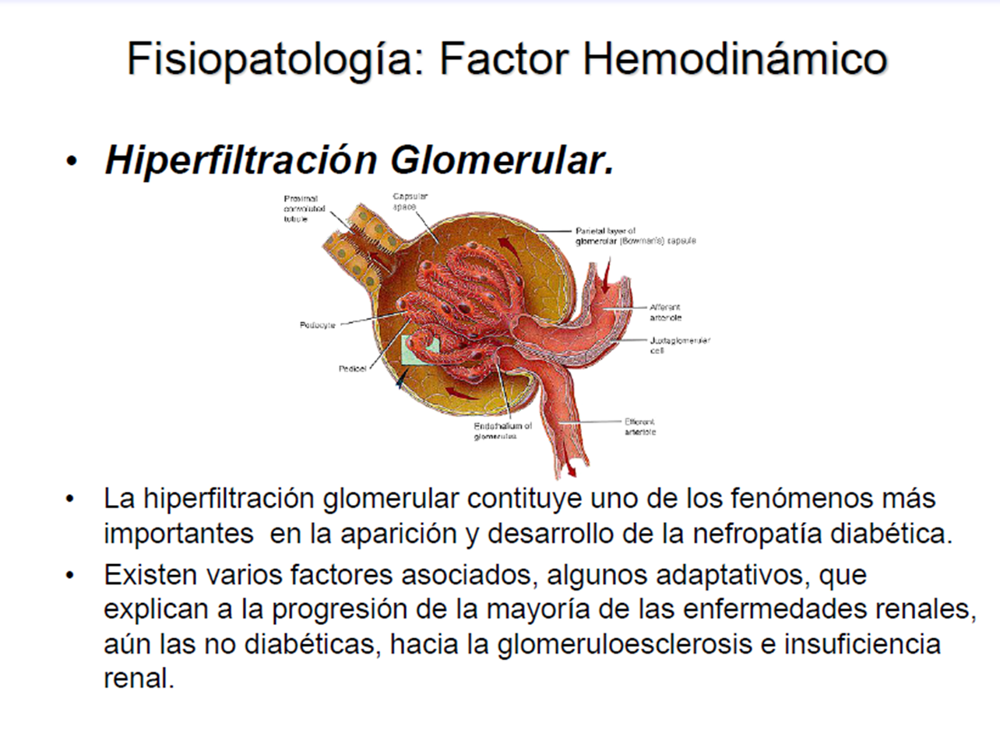 Fisiopatología: Factor Hemodinámico
• Hiperfiltración Glomerular.
Proximal
convoluted
tubule
Capsular
space
Parietal layer of
glomerular (Bowman's) capsule
Afferent
arteriole
Juxtaglomerular
cell
Podocyte
Pedicel
Endothelium of
glomerulus
Efferent
arteriole
• La hiperfiltración glomerular contituye uno de los fenómenos más
importantes en la aparición y desarrollo de la nefropatía diabética.
• Existen varios factores asociados, algunos adaptativos, que
explican a la progresión de la mayoría de las enfermedades renales,
aún las no diabéticas, hacia la glomeruloesclerosis e insuficiencia
renal.